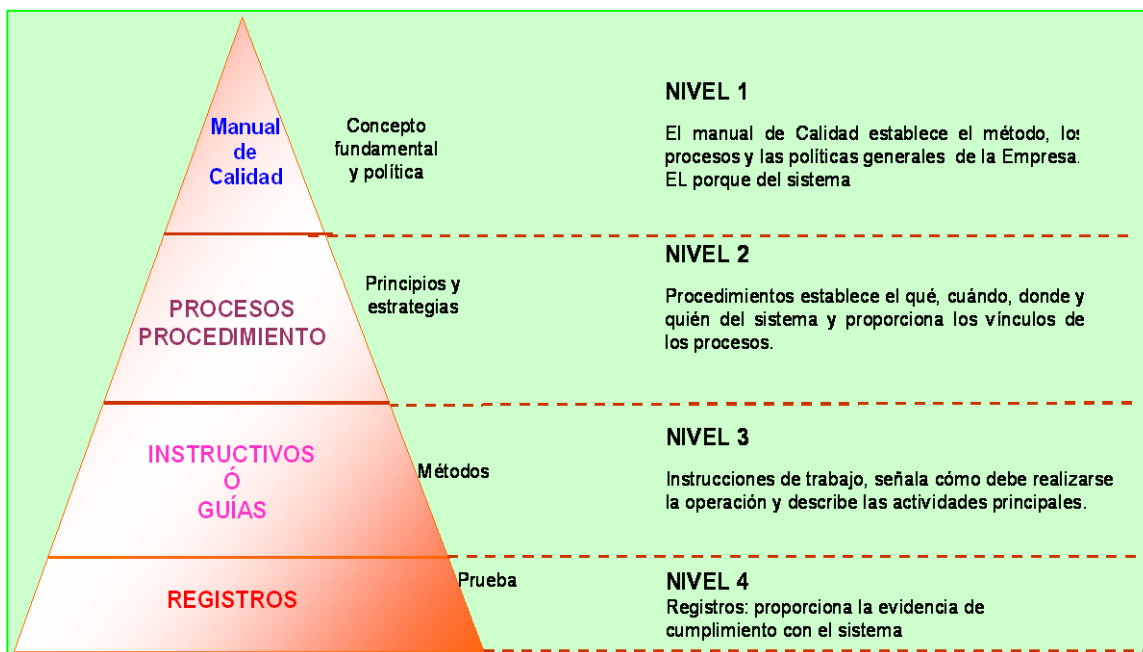 Manual
de
Calidad
Concepto
fundamental
y política
NIVEL 1
El manual de Calidad establece el método, los
procesos y las políticas generales de la Empresa.
EL porque del sistema
PROCESOS
PROCEDIMIENTO
Principios y
estrategias
NIVEL 2
Procedimientos establece el qué, cuándo, donde y
quién del sistema y proporciona los vínculos de
los procesos.
INSTRUCTIVOS
Ó
GUÍAS
Métodos
NIVEL 3
Instrucciones de trabajo, señala cómo debe realizarse
la operación y describe las actividades principales.
REGISTROS
Prueba
NIVEL 4
Registros: proporciona la evidencia de
cumplimiento con el sistema